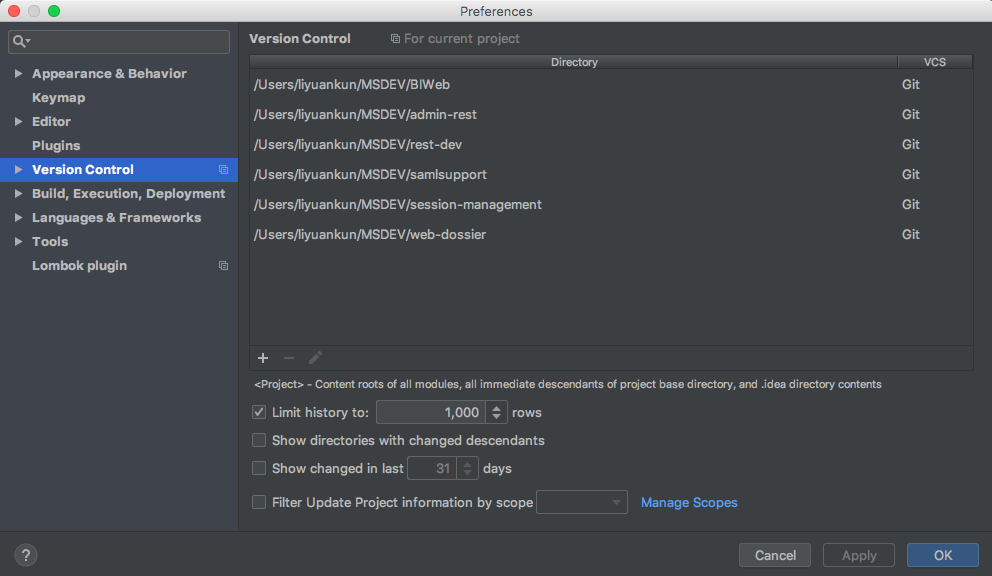 Preferences
Version Control
For current project
Appearance & Behavior
Keymap
Editor
Plugins
Version Control
Build, Execution, Deployment
Languages & Frameworks
Tools
Lombok plugin
Directory VCS
/Users/liyuankun/MSDEV/BIWeb Git
/Users/liyuankun/MSDEV/admin-rest Git
/Users/liyuankun/MSDEV/rest-dev Git
/Users/liyuankun/MSDEV/samlsupport Git
/Users/liyuankun/MSDEV/session-management Git
/Users/liyuankun/MSDEV/web-dossier Git
<Project> - Content roots of all modules, all immediate descendants of project base directory, and .idea directory contents
Limit history to: 1,000 rows
Show directories with changed descendants
Show changed in last 31 days
Filter Update Project information by scope Manage Scopes
? Cancel Apply OK